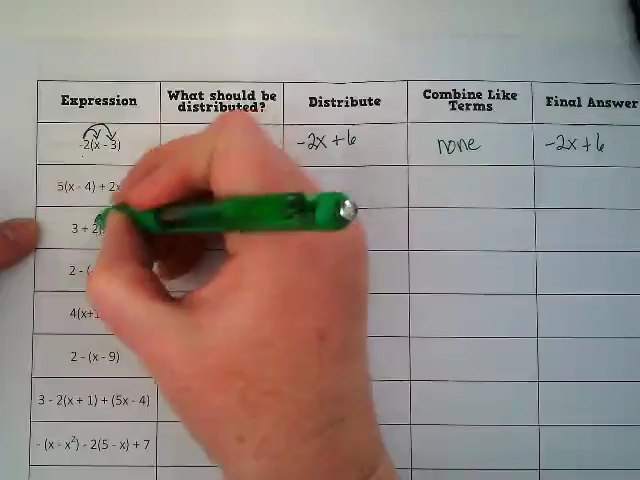 Expression What should be distributed? Distribute Combine Like Terms Final Answer
-2(x - 3) -2x + 6 none -2x + 6
5(x - 4) + 2x
3 + 2
2 - (
4(x+1
2 - (x - 9)
3 - 2(x + 1) + (5x - 4)
- (x - x²) - 2(5 - x) + 7